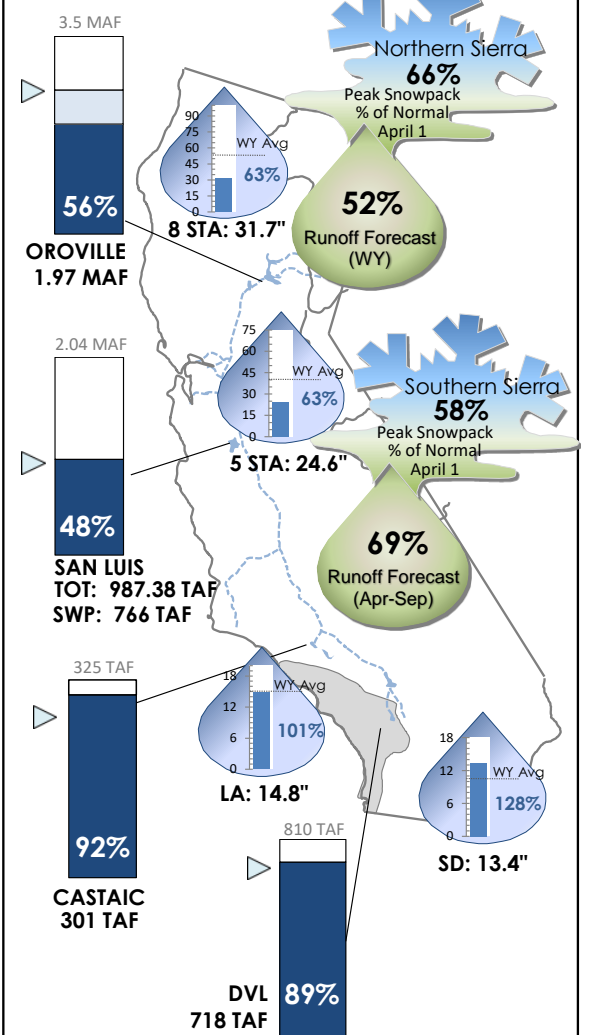 3.5 MAF
56%
OROVILLE
1.97 MAF
Northern Sierra
66%
Peak Snowpack
% of Normal
April 1
52%
Runoff Forecast
(WY)
90
75
60
45
30
15
0
WY Avg
63%
8 STA: 31.7"
2.04 MAF
48%
SAN LUIS
TOT: 987.38 TAF
SWP: 766 TAF
75
60
45
30
15
0
WY Avg
63%
5 STA: 24.6"
Southern Sierra
58%
Peak Snowpack
% of Normal
April 1
69%
Runoff Forecast
(Apr-Sep)
325 TAF
92%
CASTAIC
301 TAF
18
12
6
0
WY Avg
101%
LA: 14.8"
18
12
6
0
WY Avg
128%
SD: 13.4"
810 TAF
89%
DVL
718 TAF